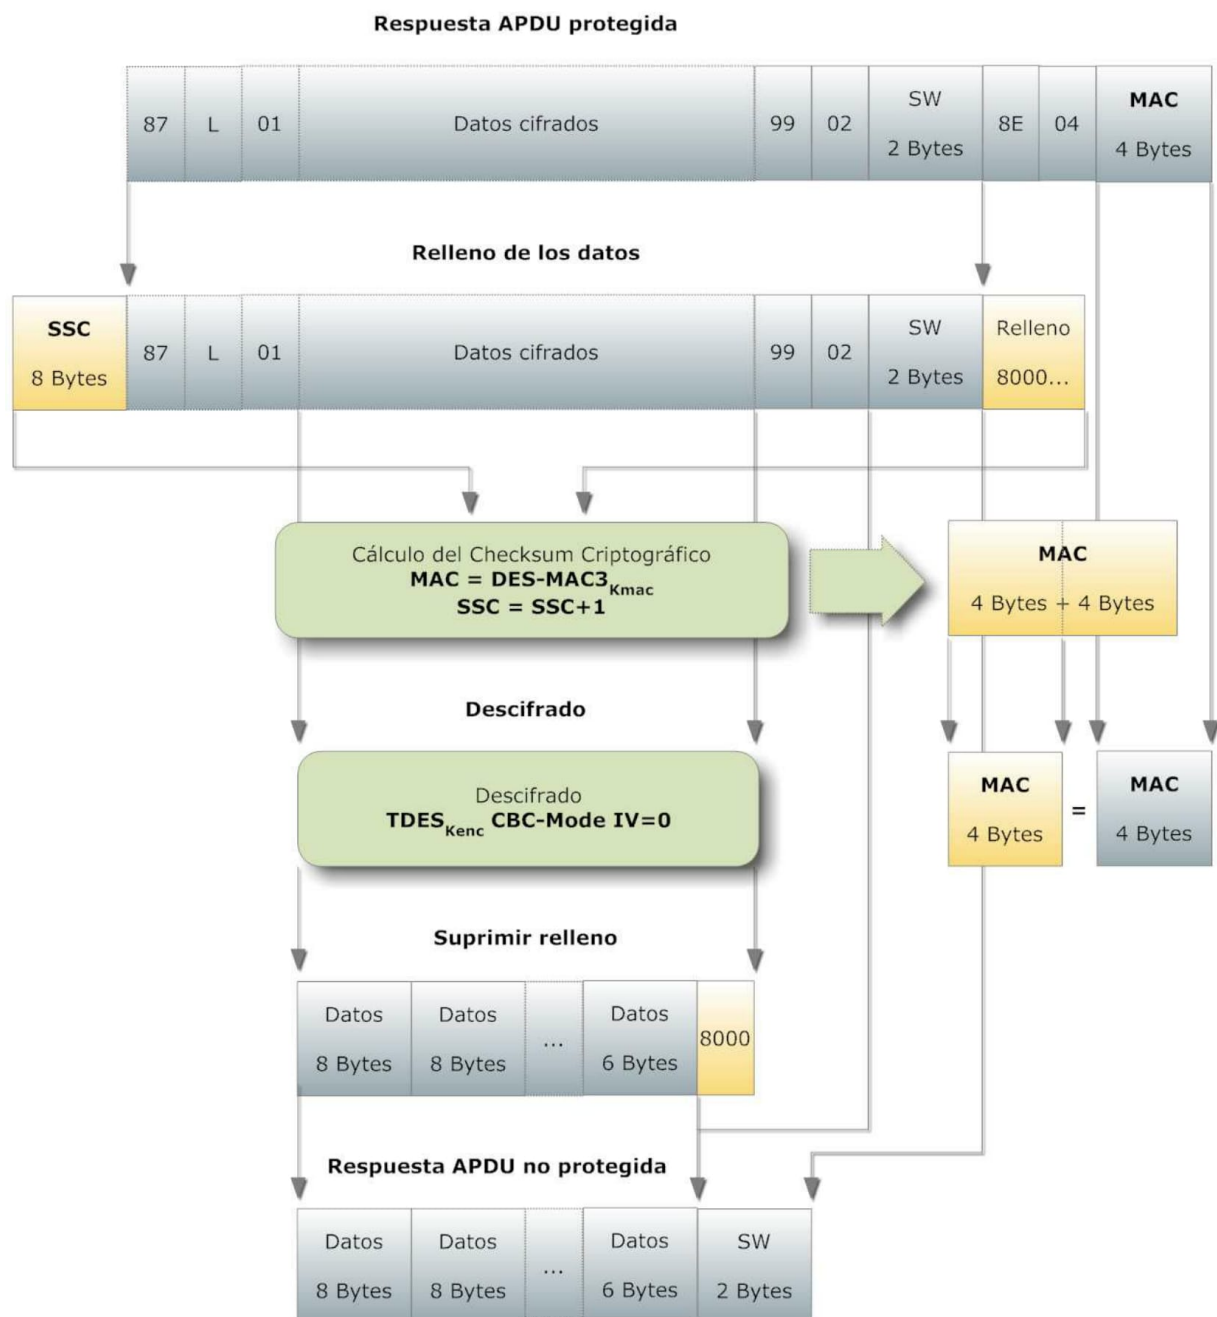 Respuesta APDU protegida
87 L 01 Datos cifrados 99 02 SW 2 Bytes 8E 04 MAC 4 Bytes
Relleno de los datos
SSC 8 Bytes 87 L 01 Datos cifrados 99 02 SW 2 Bytes Relleno 8000...
Cálculo del Checksum Criptográfico
MAC = DES-MAC3Kmac
SSC = SSC+1
MAC
4 Bytes + 4 Bytes
Descifrado
Descifrado
TDESKenc CBC-Mode IV=0
MAC 4 Bytes = MAC 4 Bytes
Suprimir relleno
Datos 8 Bytes Datos 8 Bytes ... Datos 6 Bytes 8000
Respuesta APDU no protegida
Datos 8 Bytes Datos 8 Bytes ... Datos 6 Bytes SW 2 Bytes